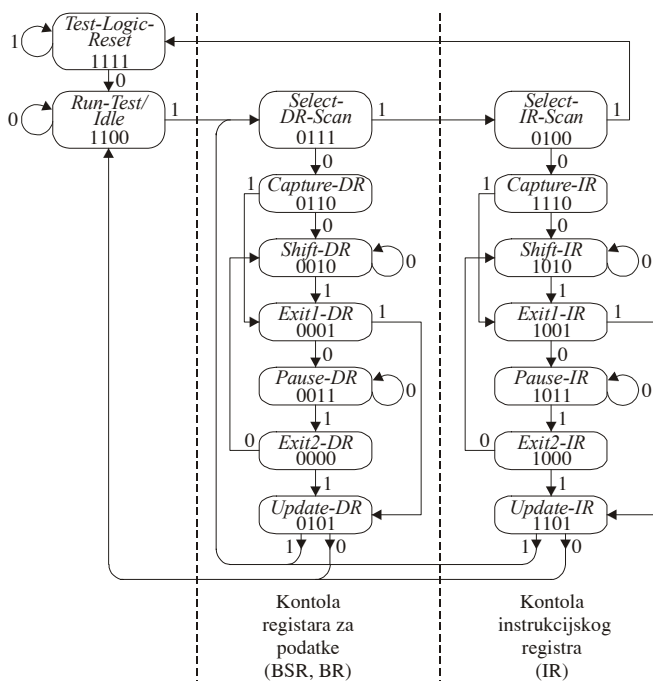 Test-Logic-
Reset
1111
1
0
Run-Test/
Idle
1100
0
1
Select-
DR-Scan
0111
1
0
Capture-DR
0110
1
0
Shift-DR
0010
0
1
Exit1-DR
0001
1
0
Pause-DR
0011
0
1
Exit2-DR
0000
0
1
Update-DR
0101
1
0
Select-
IR-Scan
0100
1
0
Capture-IR
1110
1
0
Shift-IR
1010
0
1
Exit1-IR
1001
1
0
Pause-IR
1011
0
1
Exit2-IR
1000
0
1
Update-IR
1101
1
0
Kontola
registara za
podatke
(BSR, BR)
Kontola
instrukcijskog
registra
(IR)